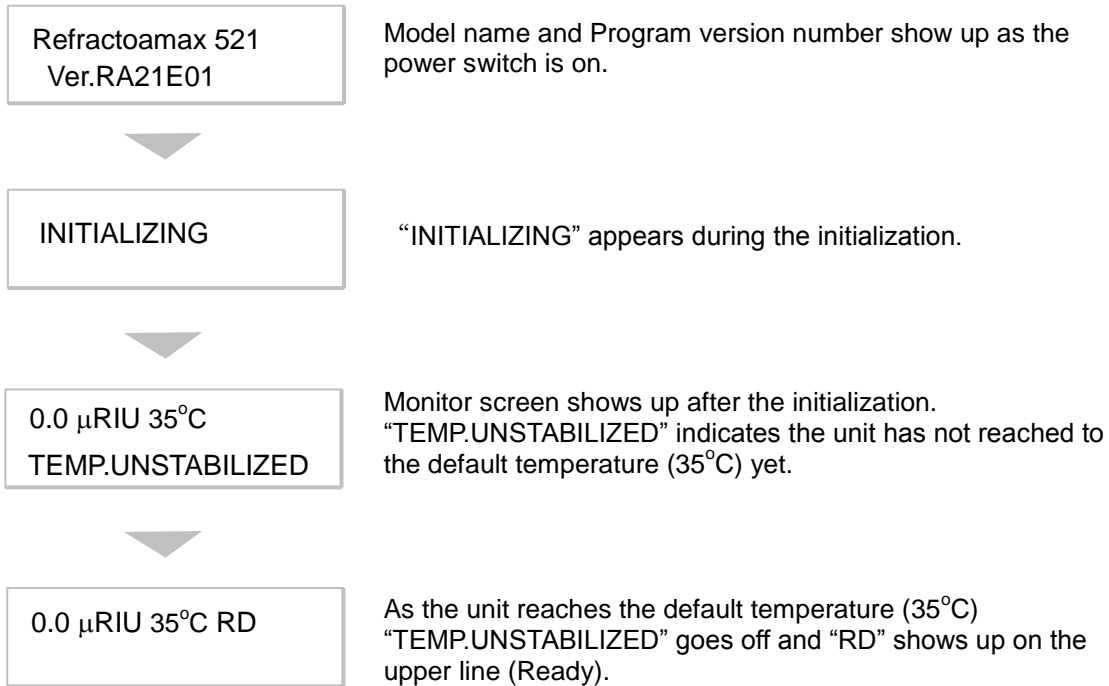 Refractoamax 521
Ver.RA21E01
Model name and Program version number show up as the
power switch is on.
INITIALIZING
“INITIALIZING” appears during the initialization.
0.0 μRIU 35°C
TEMP.UNSTABILIZED
Monitor screen shows up after the initialization.
“TEMP.UNSTABILIZED” indicates the unit has not reached to
the default temperature (35°C) yet.
0.0 μRIU 35°C RD
As the unit reaches the default temperature (35°C)
“TEMP.UNSTABILIZED” goes off and “RD” shows up on the
upper line (Ready).